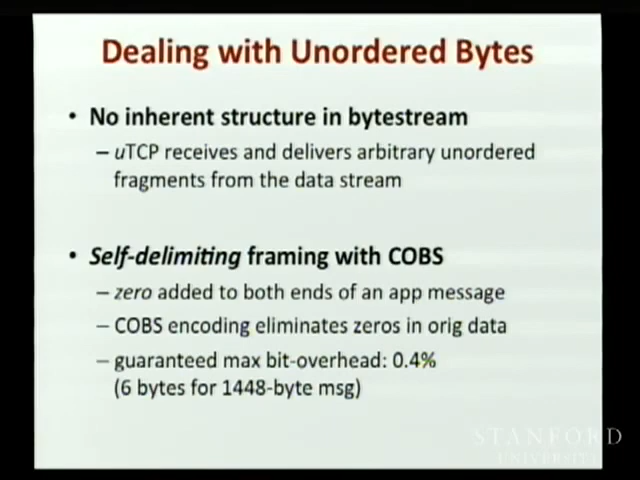 Dealing with Unordered Bytes
• No inherent structure in bytestream
– uTCP receives and delivers arbitrary unordered
fragments from the data stream
• Self-delimiting framing with COBS
– zero added to both ends of an app message
– COBS encoding eliminates zeros in orig data
– guaranteed max bit-overhead: 0.4%
(6 bytes for 1448-byte msg)
STANFORD
UNIVERSITY